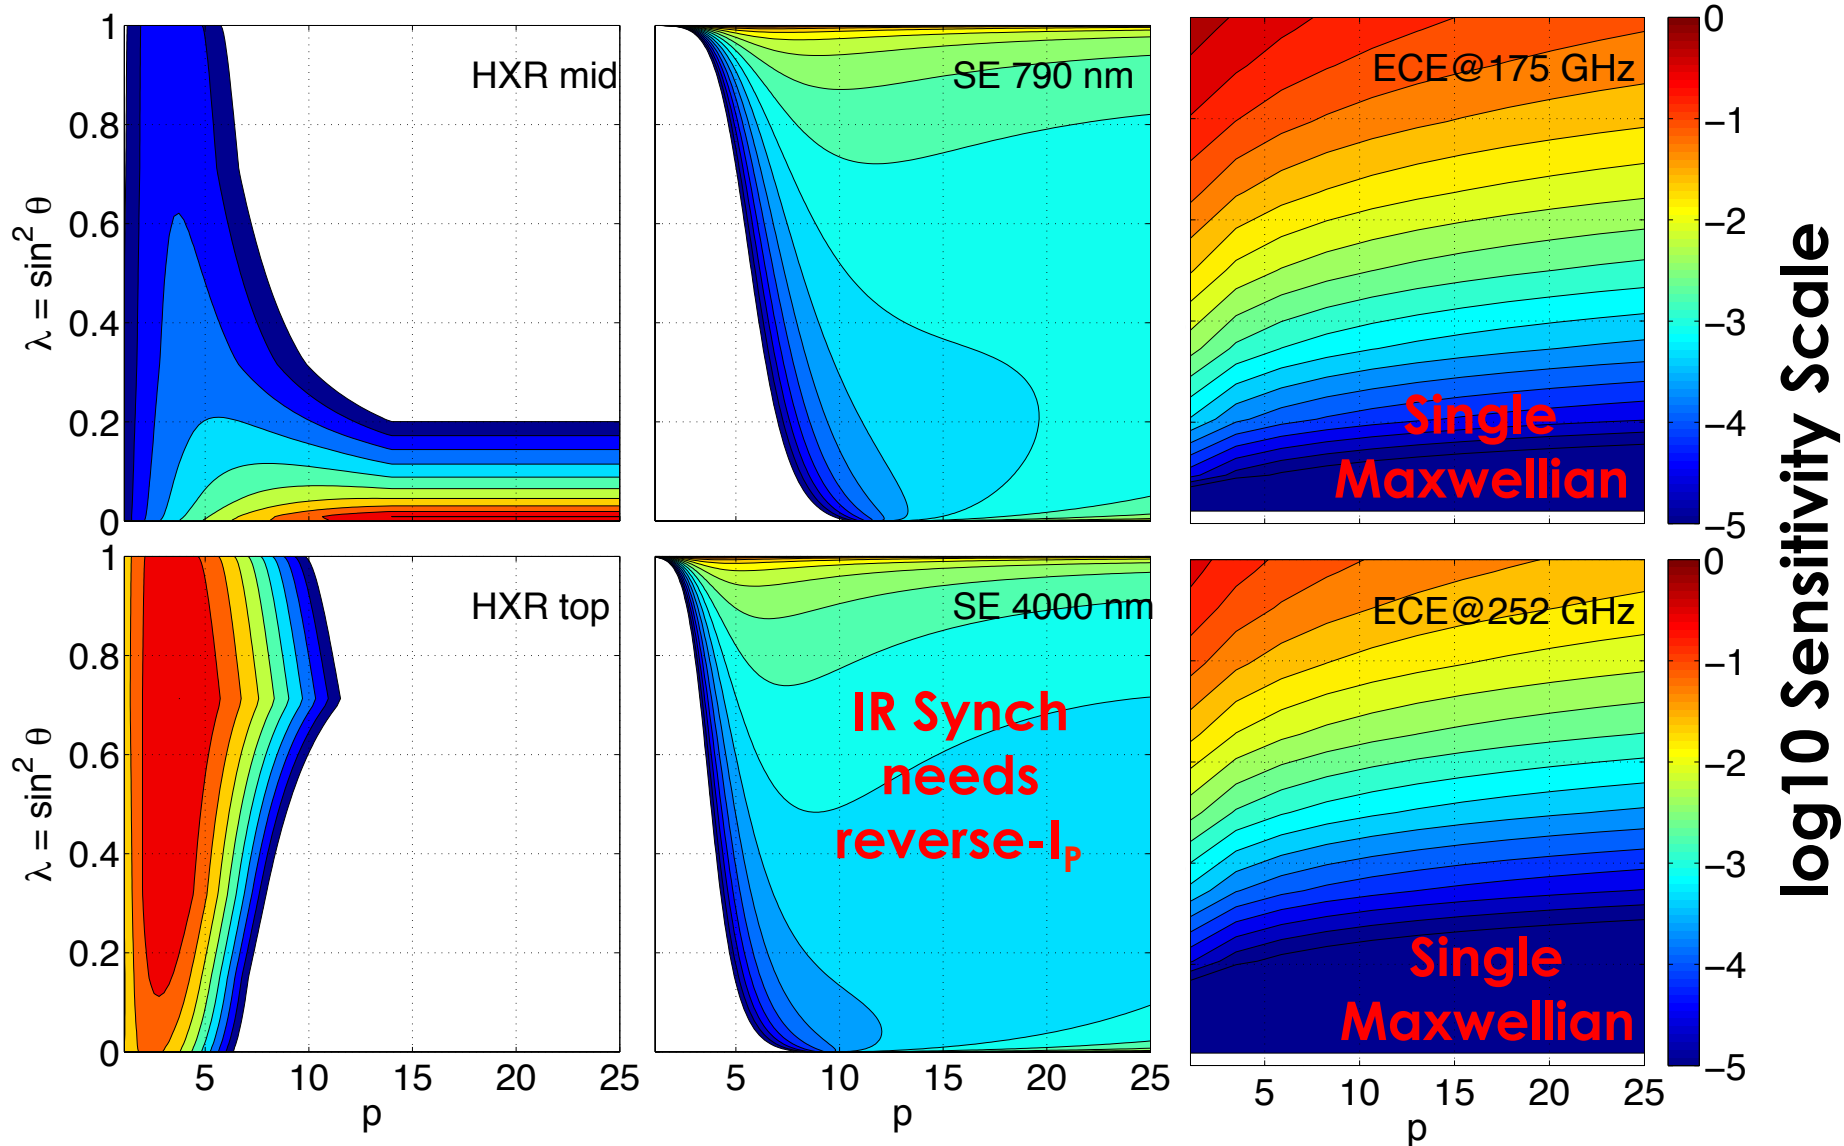 1
0.8
0.6
0.4
0.2
0
λ = sin² θ
HXR mid
SE 790 nm
ECE@175 GHz
Single
Maxwellian
0
−1
−2
−3
−4
−5
1
0.8
0.6
0.4
0.2
0
λ = sin² θ
HXR top
5
10
15
20
25
p
SE 4000 nm
IR Synch
needs
reverse-I_P
5
10
15
20
25
p
ECE@252 GHz
Single
Maxwellian
5
10
15
20
25
p
0
−1
−2
−3
−4
−5
log10 Sensitivity Scale